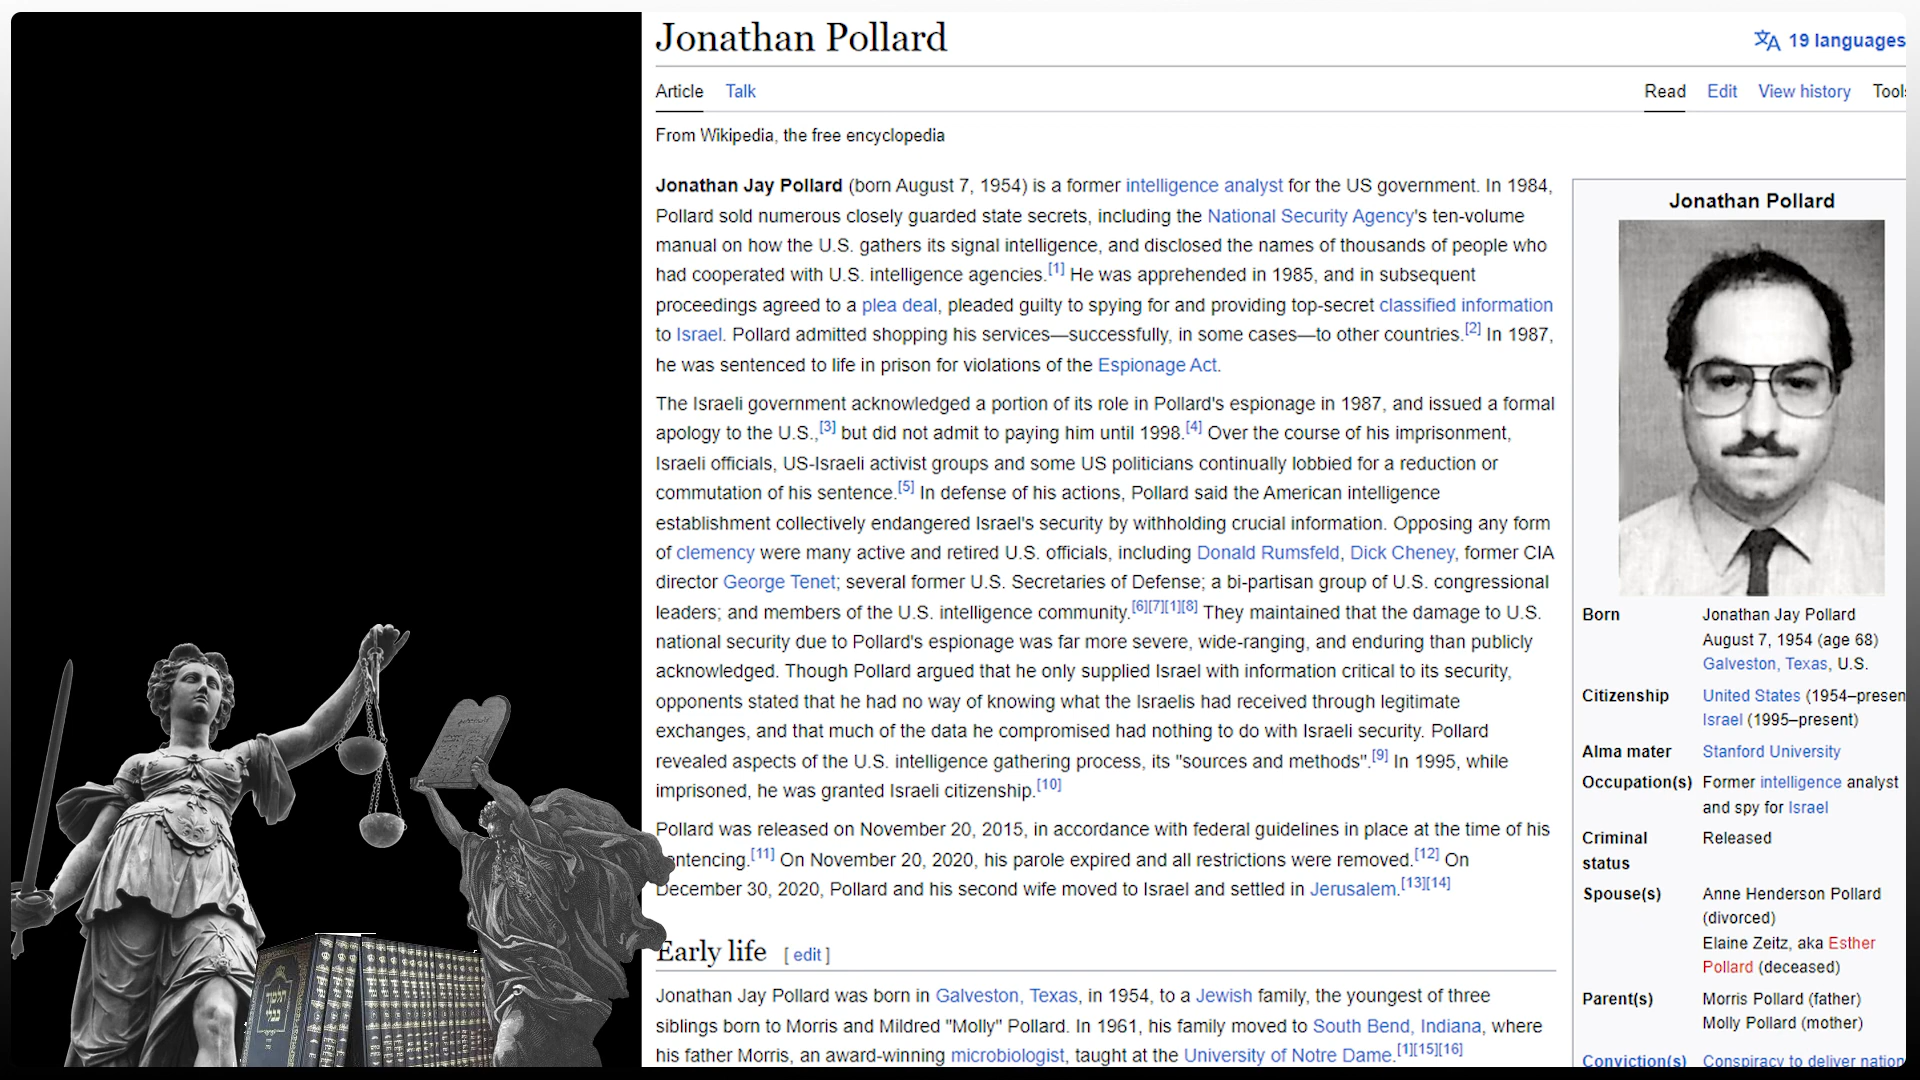 Jonathan Pollard
19 languages
Article Talk
Read Edit View history Tools
From Wikipedia, the free encyclopedia
Jonathan Jay Pollard (born August 7, 1954) is a former intelligence analyst for the US government. In 1984,
Pollard sold numerous closely guarded state secrets, including the National Security Agency's ten-volume
manual on how the U.S. gathers its signal intelligence, and disclosed the names of thousands of people who
had cooperated with U.S. intelligence agencies.[1] He was apprehended in 1985, and in subsequent
proceedings agreed to a plea deal, pleaded guilty to spying for and providing top-secret classified information
to Israel. Pollard admitted shopping his services—successfully, in some cases—to other countries.[2] In 1987,
he was sentenced to life in prison for violations of the Espionage Act.
The Israeli government acknowledged a portion of its role in Pollard's espionage in 1987, and issued a formal
apology to the U.S.,[3] but did not admit to paying him until 1998.[4] Over the course of his imprisonment,
Israeli officials, US-Israeli activist groups and some US politicians continually lobbied for a reduction or
commutation of his sentence.[5] In defense of his actions, Pollard said the American intelligence
establishment collectively endangered Israel's security by withholding crucial information. Opposing any form
of clemency were many active and retired U.S. officials, including Donald Rumsfeld, Dick Cheney, former CIA
director George Tenet; several former U.S. Secretaries of Defense; a bi-partisan group of U.S. congressional
leaders; and members of the U.S. intelligence community.[6][7][1][8] They maintained that the damage to U.S.
national security due to Pollard's espionage was far more severe, wide-ranging, and enduring than publicly
acknowledged. Though Pollard argued that he only supplied Israel with information critical to its security,
opponents stated that he had no way of knowing what the Israelis had received through legitimate
exchanges, and that much of the data he compromised had nothing to do with Israeli security. Pollard
revealed aspects of the U.S. intelligence gathering process, its "sources and methods".[9] In 1995, while
imprisoned, he was granted Israeli citizenship.[10]
Pollard was released on November 20, 2015, in accordance with federal guidelines in place at the time of his
entencing.[11] On November 20, 2020, his parole expired and all restrictions were removed.[12] On
December 30, 2020, Pollard and his second wife moved to Israel and settled in Jerusalem.[13][14]
Early life [ edit ]
Jonathan Jay Pollard was born in Galveston, Texas, in 1954, to a Jewish family, the youngest of three
siblings born to Morris and Mildred "Molly" Pollard. In 1961, his family moved to South Bend, Indiana, where
his father Morris, an award-winning microbiologist, taught at the University of Notre Dame.[1][15][16]
Jonathan Pollard
Born Jonathan Jay Pollard
August 7, 1954 (age 68)
Galveston, Texas, U.S.
Citizenship United States (1954–presen
Israel (1995–present)
Alma mater Stanford University
Occupation(s) Former intelligence analyst
and spy for Israel
Criminal status Released
Spouse(s) Anne Henderson Pollard
(divorced)
Elaine Zeitz, aka Esther
Pollard (deceased)
Parent(s) Morris Pollard (father)
Molly Pollard (mother)
Conviction(s) Conspiracy to deliver nation
תלמוד
בבלי